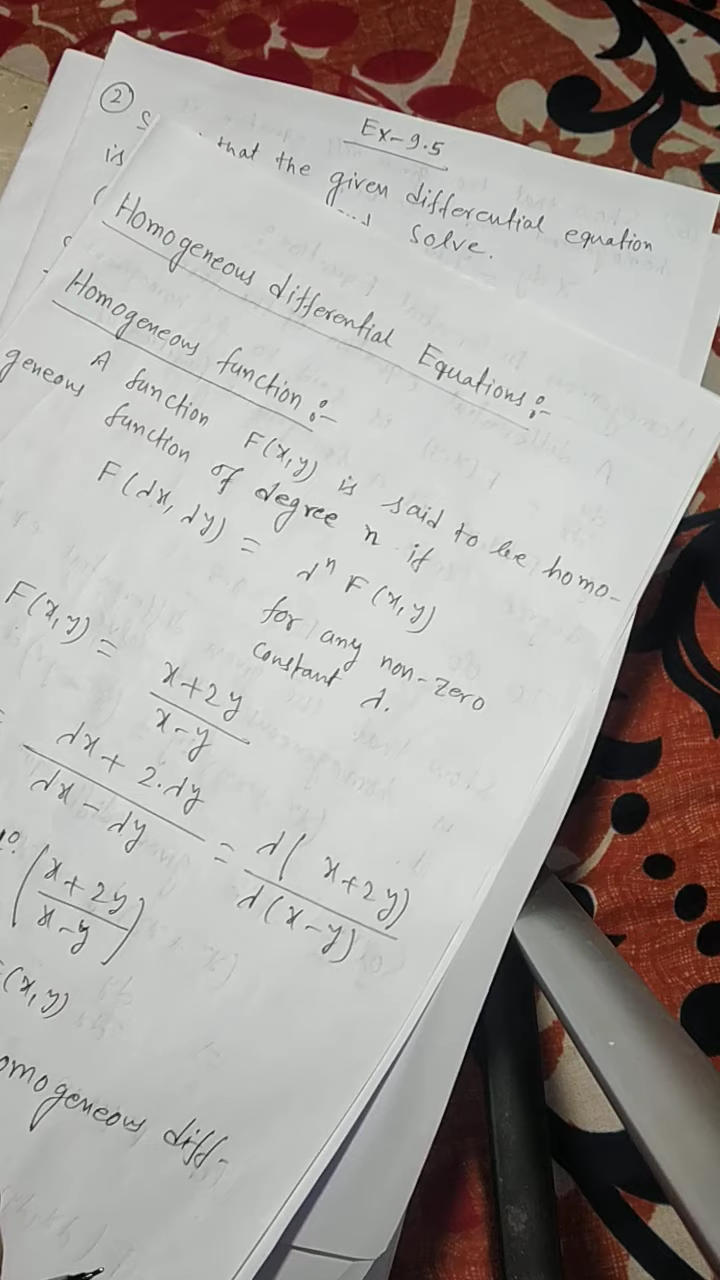 Ex-9.5
②
that the given differential equation
is
solve.
Homogeneous differential Equations:-
Homogeneous function:-
A function F(x,y) is said to be homo-
geneous function of degree n if
F(λx, λy) = λⁿ F(x,y)
for any non-zero
constant λ.
F(x,y) = x+2y / x-y
= λx + 2.λy / λx - λy = λ( x+2y) / λ(x-y)
λ⁰ (x+2y / x-y)
F(x,y)
omogeneous diff-